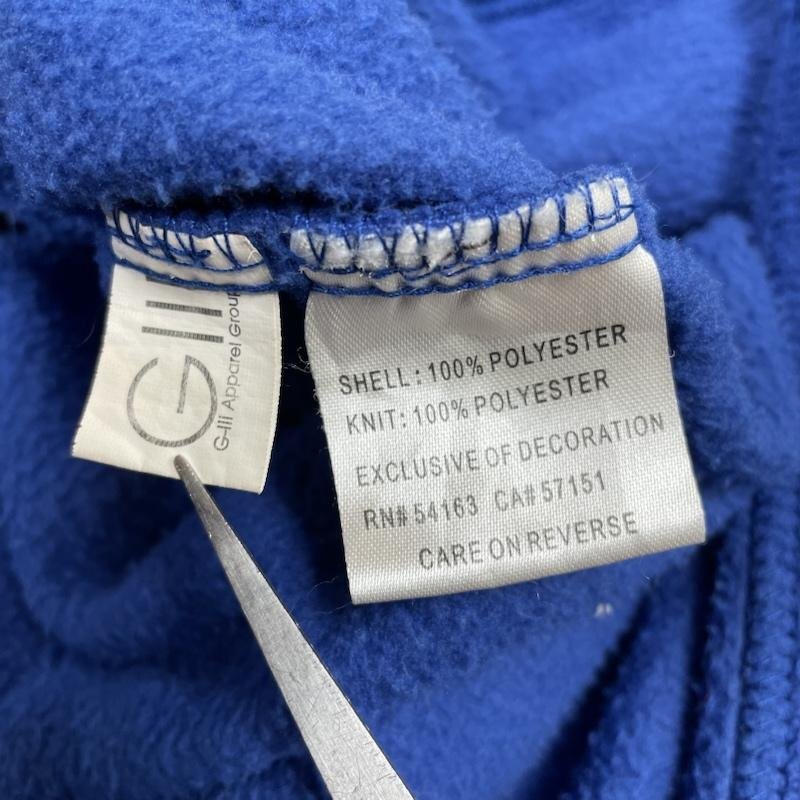 GIII
G-III Apparel Group
SHELL: 100% POLYESTER
KNIT: 100% POLYESTER
EXCLUSIVE OF DECORATION
RN# 54163 CA# 57151
CARE ON REVERSE